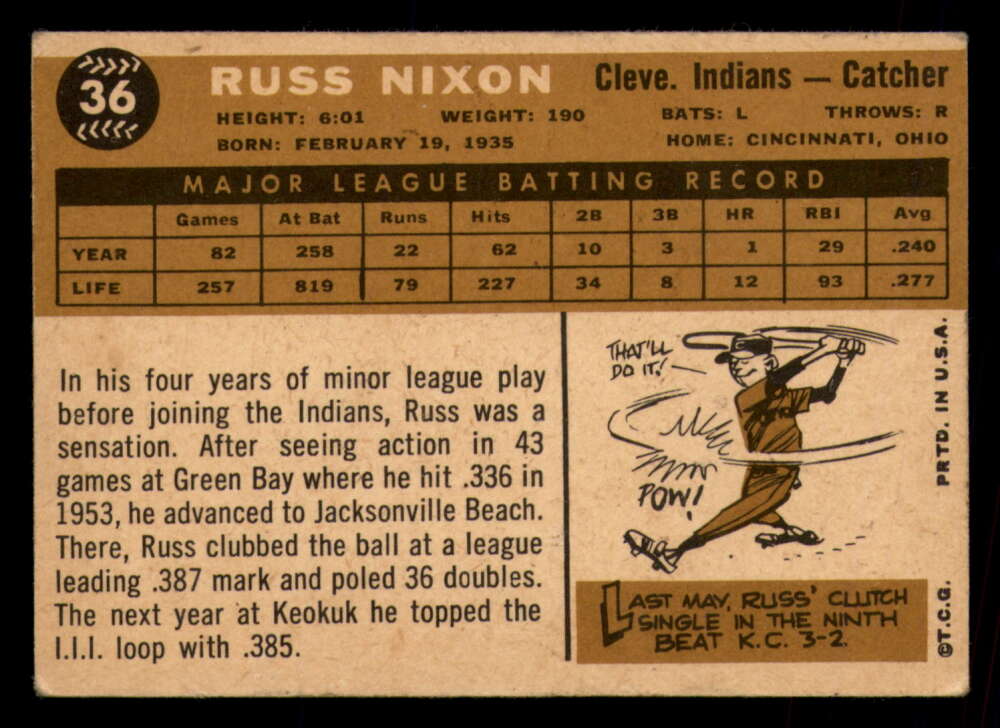 36
RUSS NIXON
Cleve. Indians — Catcher
HEIGHT: 6:01 WEIGHT: 190 BATS: L THROWS: R
BORN: FEBRUARY 19, 1935 HOME: CINCINNATI, OHIO
MAJOR LEAGUE BATTING RECORD
Games At Bat Runs Hits 2B 3B HR RBI Avg
YEAR 82 258 22 62 10 3 1 29 .240
LIFE 257 819 79 227 34 8 12 93 .277
In his four years of minor league play
before joining the Indians, Russ was a
sensation. After seeing action in 43
games at Green Bay where he hit .336 in
1953, he advanced to Jacksonville Beach.
There, Russ clubbed the ball at a league
leading .387 mark and poled 36 doubles.
The next year at Keokuk he topped the
I.I.I. loop with .385.
THAT'LL
DO IT!
POW!
LAST MAY, RUSS' CLUTCH
SINGLE IN THE NINTH
BEAT K.C. 3-2.
©T.C.G. PRTD. IN U.S.A.